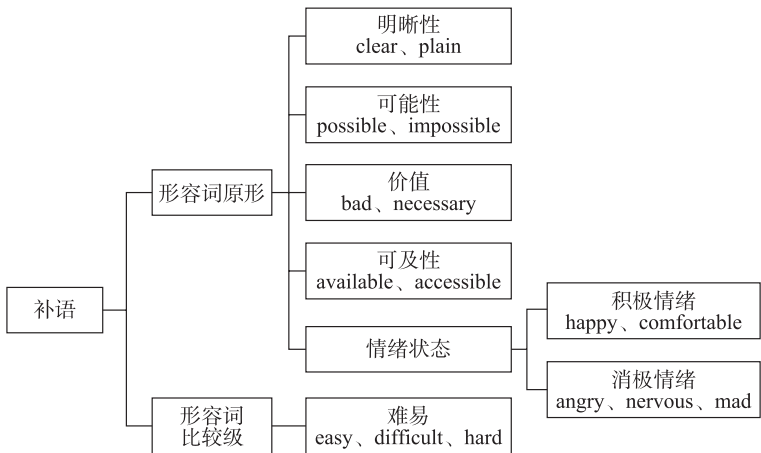 明晰性
clear、plain
可能性
possible、impossible
形容词原形
价值
bad、necessary
可及性
available、accessible
补语
情绪状态
积极情绪
happy、comfortable
消极情绪
angry、nervous、mad
形容词
比较级
难易
easy、difficult、hard